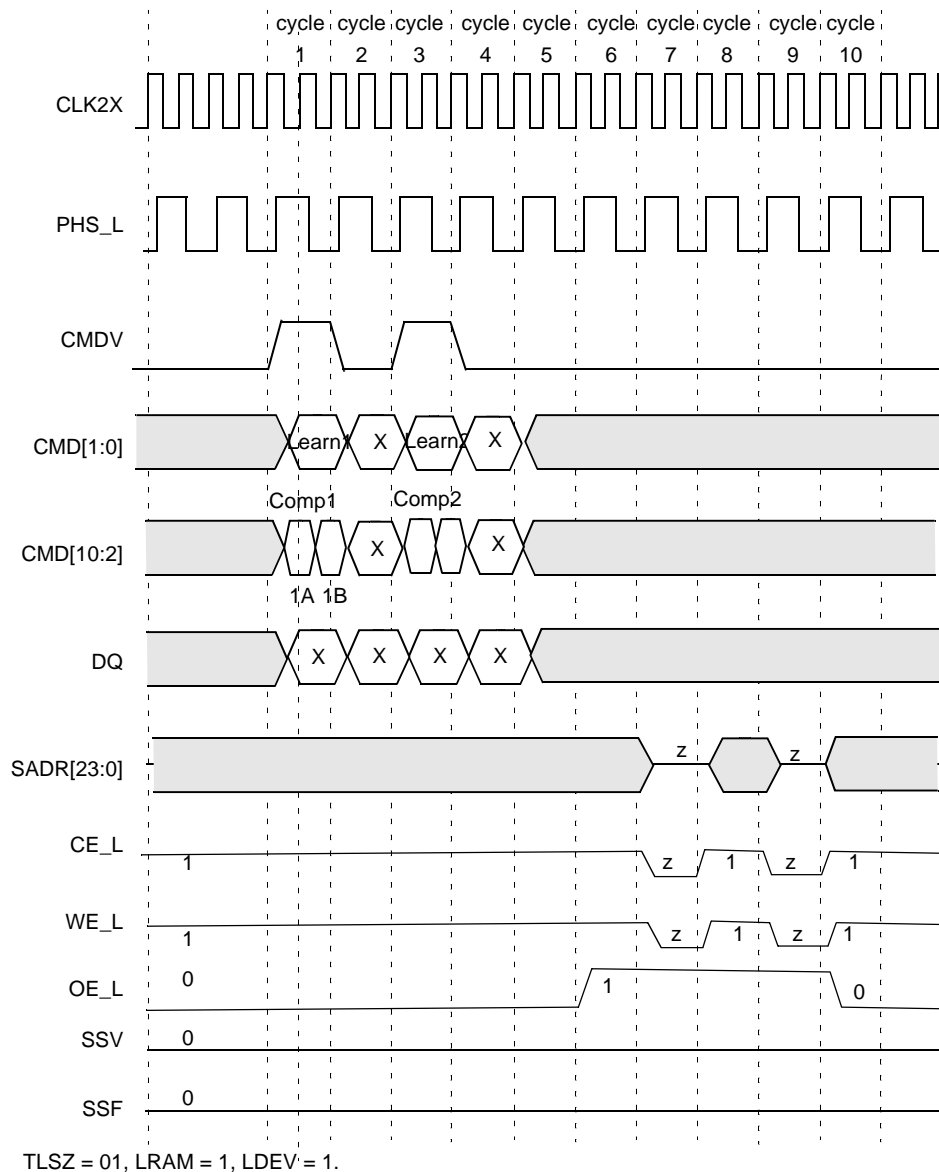 cycle cycle cycle cycle cycle cycle cycle cycle cycle cycle
1 2 3 4 5 6 7 8 9 10
CLK2X
PHS_L
CMDV
CMD[1:0] Learn1 X Learn2 X
Comp1 Comp2
CMD[10:2] X X
1A 1B
DQ X X X X
SADR[23:0] z z
CE_L 1 z 1 z 1
WE_L 1 z 1 z 1
OE_L 0 1 0
SSV 0
SSF 0
TLSZ = 01, LRAM = 1, LDEV = 1.